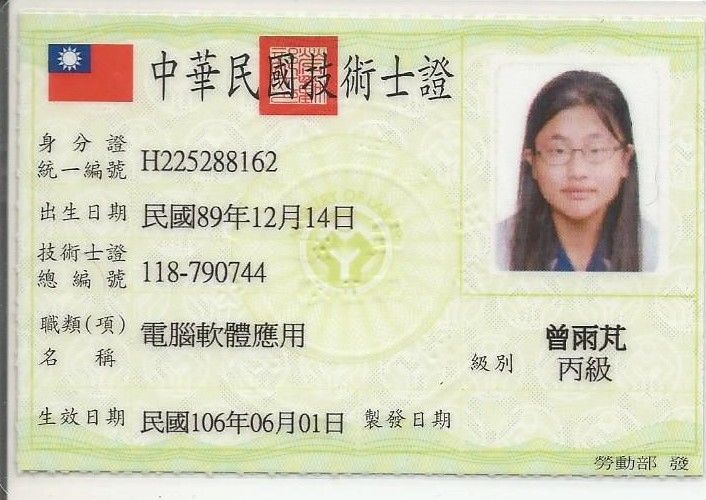 中華民國技術士證
身分證
統一編號 H225288162
出生日期 民國89年12月14日
技術士證
總編號 118-790744
職類(項)
名稱 電腦軟體應用
曾雨芃
級別 丙級
生效日期 民國106年06月01日 製發日期
勞動部 發